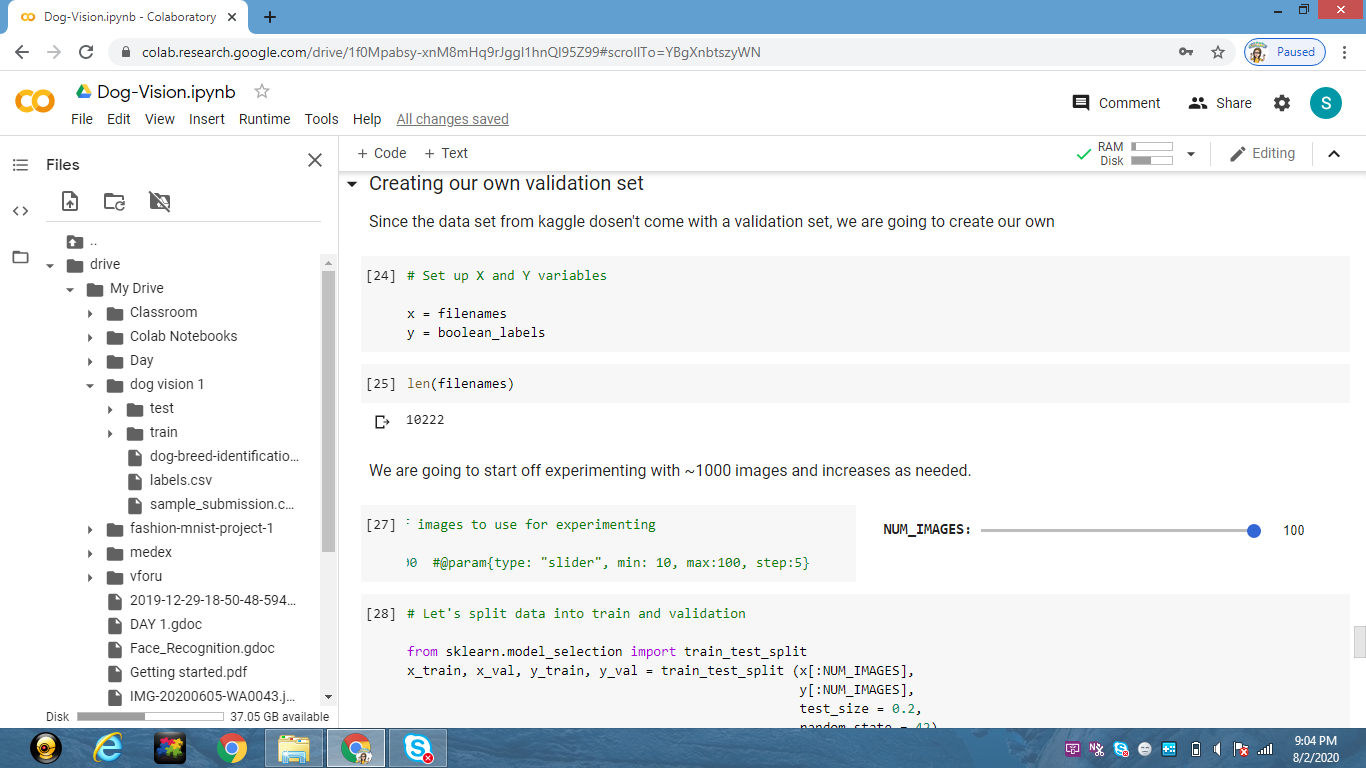 Dog-Vision.ipynb - Colaboratory
colab.research.google.com/drive/1f0Mpabsy-xnM8mHq9rJggI1hnQl95Z99#scrollTo=YBgXnbtszyWN
Paused
CO
Dog-Vision.ipynb
File Edit View Insert Runtime Tools Help All changes saved
Comment Share S
Files
+ Code + Text
RAM
Disk
Editing
..
drive
My Drive
Classroom
Colab Notebooks
Day
dog vision 1
test
train
dog-breed-identificatio...
labels.csv
sample_submission.c...
fashion-mnist-project-1
medex
vforu
2019-12-29-18-50-48-594...
DAY 1.gdoc
Face_Recognition.gdoc
Getting started.pdf
IMG-20200605-WA0043.j...
Disk 37.05 GB available
Creating our own validation set
Since the data set from kaggle dosen't come with a validation set, we are going to create our own
[24] # Set up X and Y variables
x = filenames
y = boolean_labels
[25] len(filenames)
10222
We are going to start off experimenting with ~1000 images and increases as needed.
[27] images to use for experimenting
#@param{type: "slider", min: 10, max:100, step:5}
NUM_IMAGES: 100
[28] # Let's split data into train and validation
from sklearn.model_selection import train_test_split
x_train, x_val, y_train, y_val = train_test_split (x[:NUM_IMAGES],
y[:NUM_IMAGES],
test_size = 0.2,
random_state = 42)
9:04 PM
8/2/2020